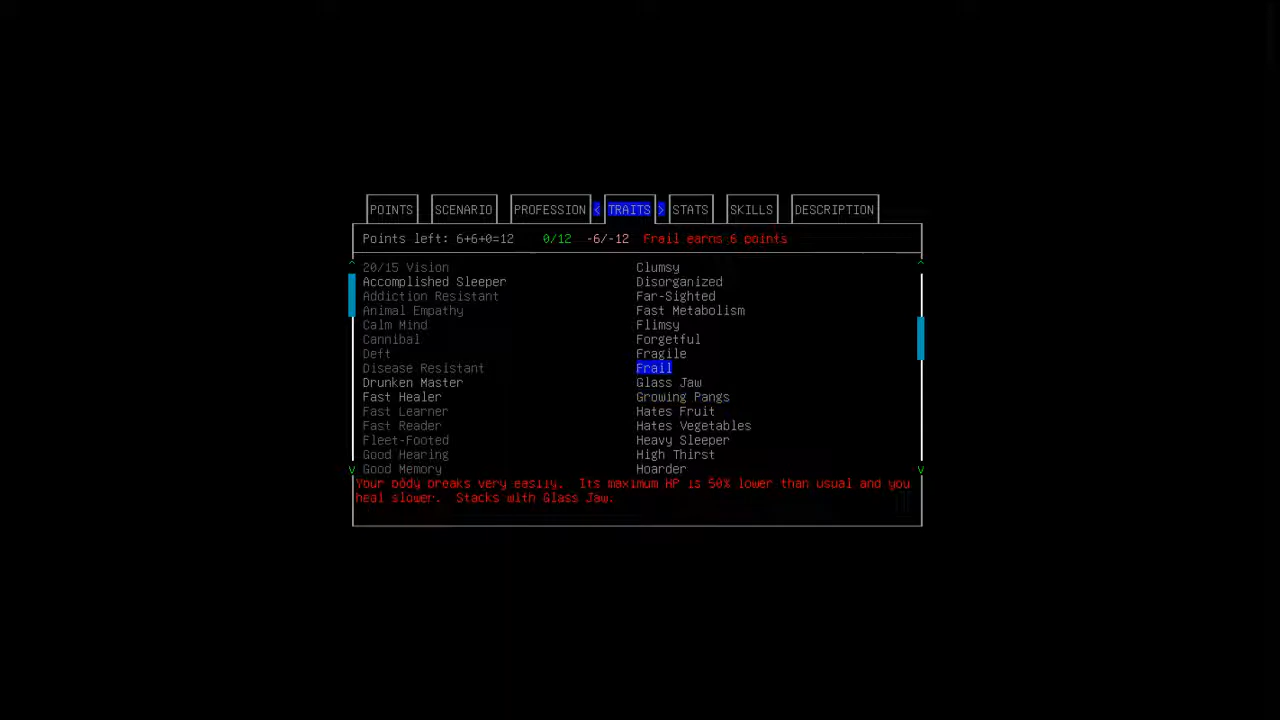 POINTS SCENARIO PROFESSION < TRAITS > STATS SKILLS DESCRIPTION
Points left: 6+6+0=12 0/12 -6/-12 Frail earns 6 points
20/15 Vision Clumsy
Accomplished Sleeper Disorganized
Addiction Resistant Far-Sighted
Animal Empathy Fast Metabolism
Calm Mind Flimsy
Cannibal Forgetful
Deft Fragile
Disease Resistant Frail
Drunken Master Glass Jaw
Fast Healer Growing Pangs
Fast Learner Hates Fruit
Fast Reader Hates Vegetables
Fleet-Footed Heavy Sleeper
Good Hearing High Thirst
Good Memory Hoarder
Your body breaks very easily. Its maximum HP is 50% lower than usual and you
heal slower. Stacks with Glass Jaw.